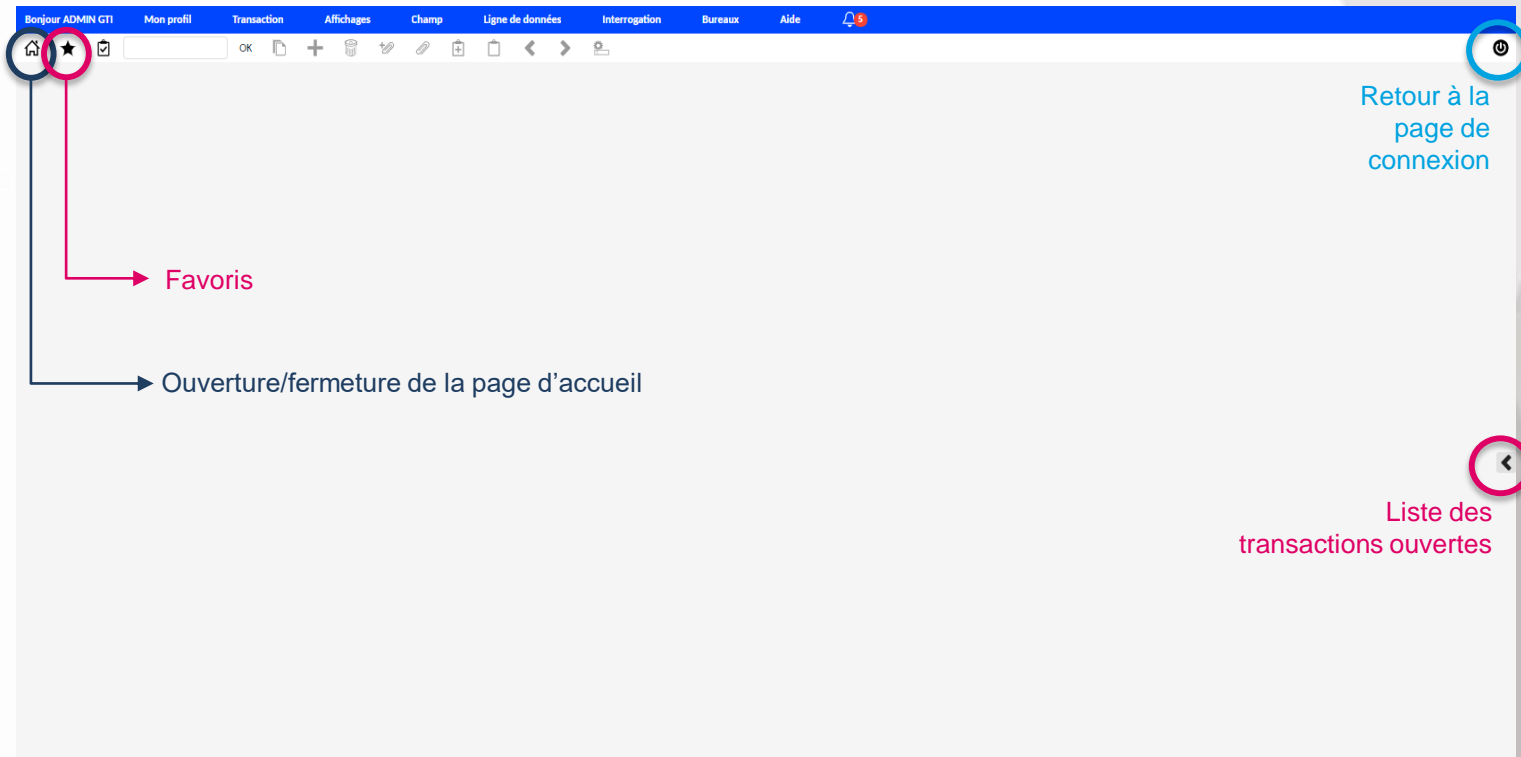 Bonjour ADMIN GTI Mon profil Transaction Affichages Champ Ligne de données Interrogation Bureaux Aide 5
OK
Retour à la
page de
connexion
Favoris
Ouverture/fermeture de la page d’accueil
Liste des
transactions ouvertes